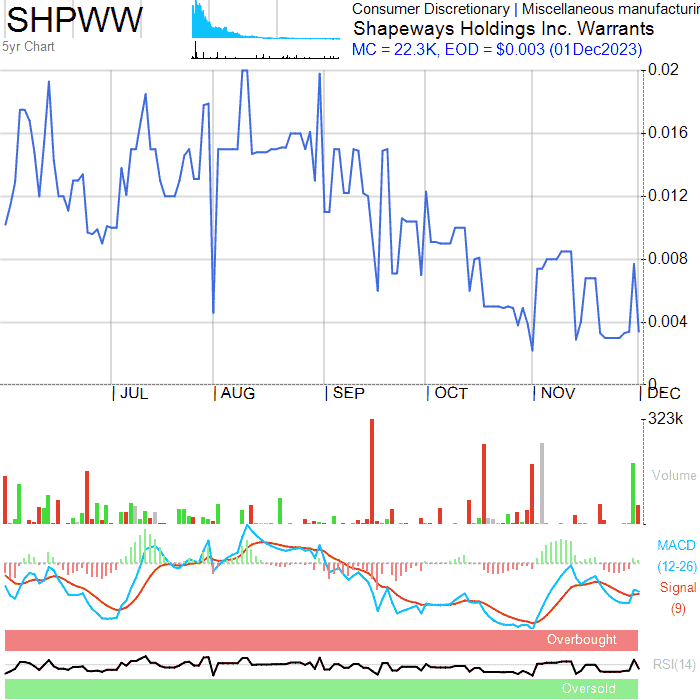 SHPWW
5yr Chart
Consumer Discretionary | Miscellaneous manufacturin
Shapeways Holdings Inc. Warrants
MC = 22.3K, EOD = $0.003 (01Dec2023)
0.02
0.016
0.012
0.008
0.004
0
JUL AUG SEP OCT NOV DEC
323k
Volume
MACD
(12-26)
Signal
(9)
Overbought
RSI(14)
Oversold